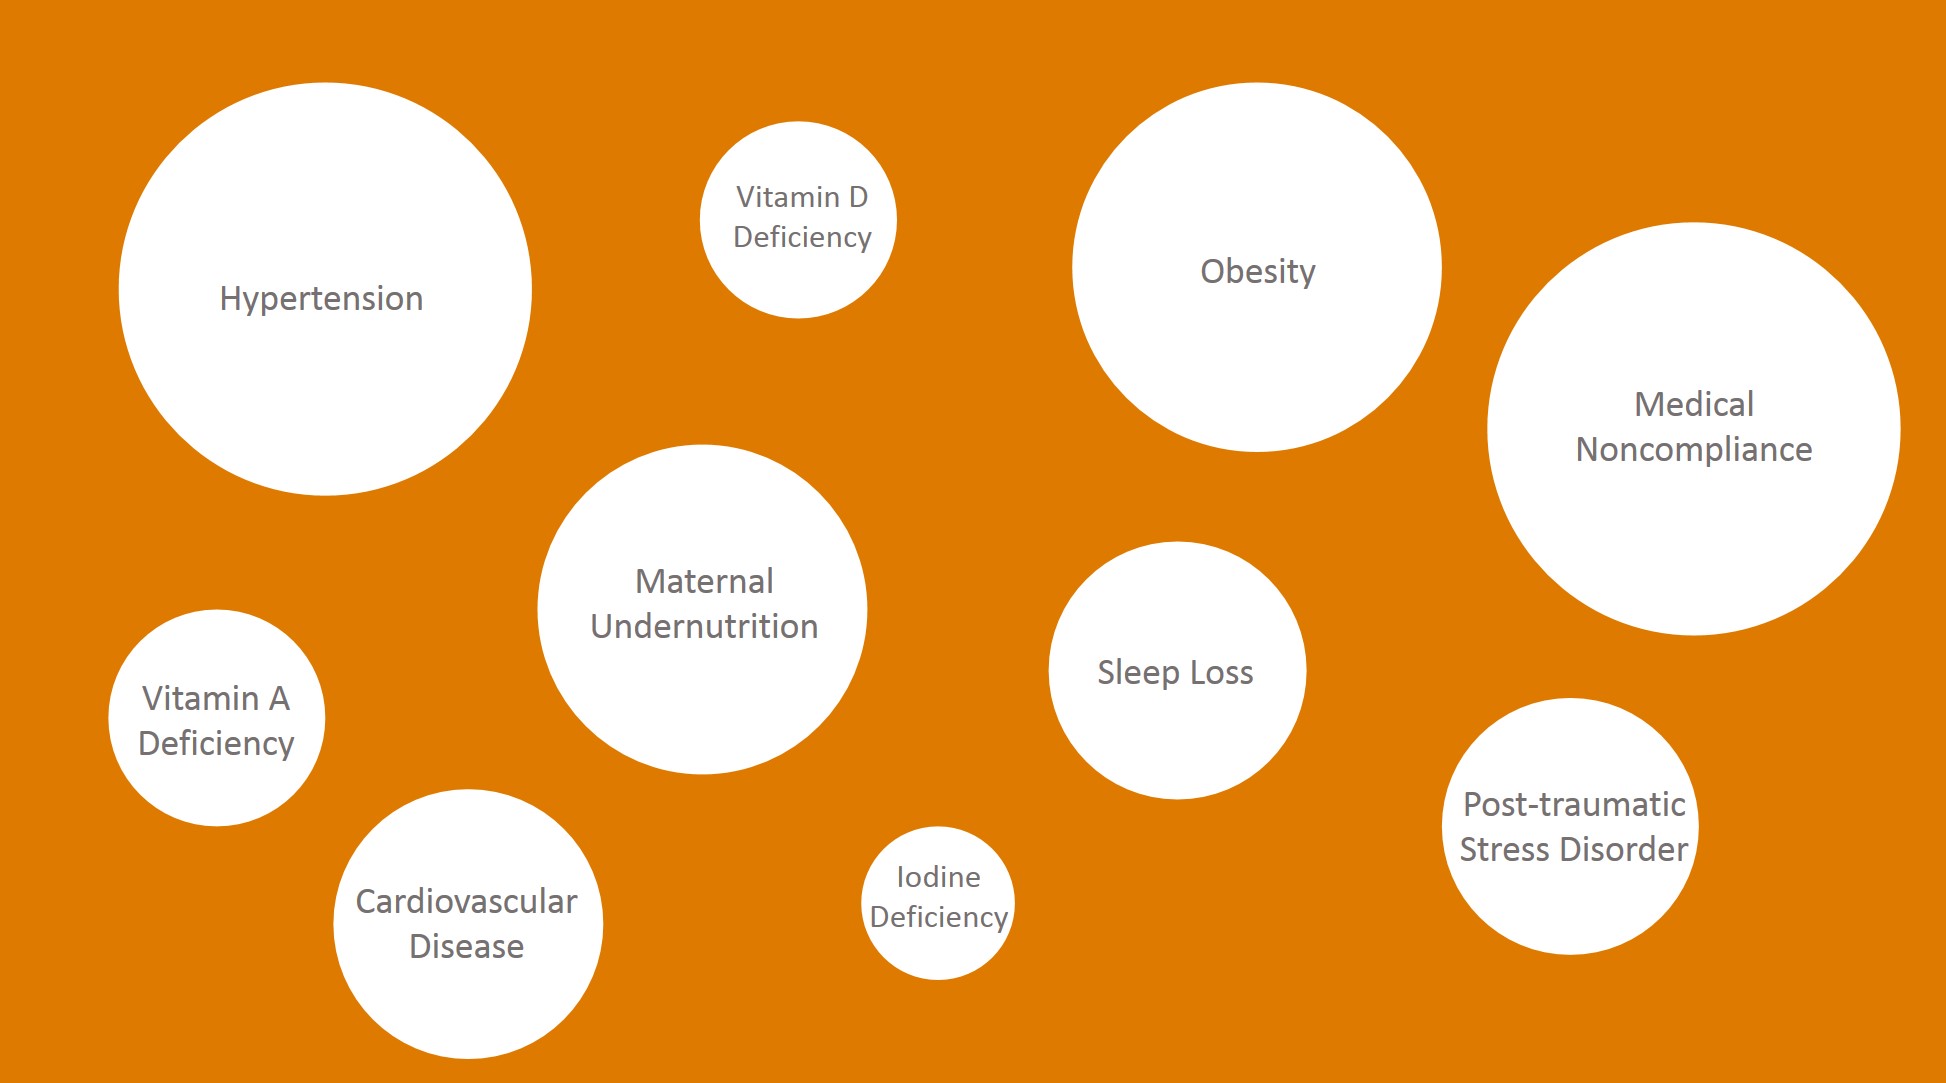 Hypertension
Vitamin D
Deficiency
Obesity
Medical
Noncompliance
Maternal
Undernutrition
Sleep Loss
Vitamin A
Deficiency
Post-traumatic
Stress Disorder
Cardiovascular
Disease
Iodine
Deficiency